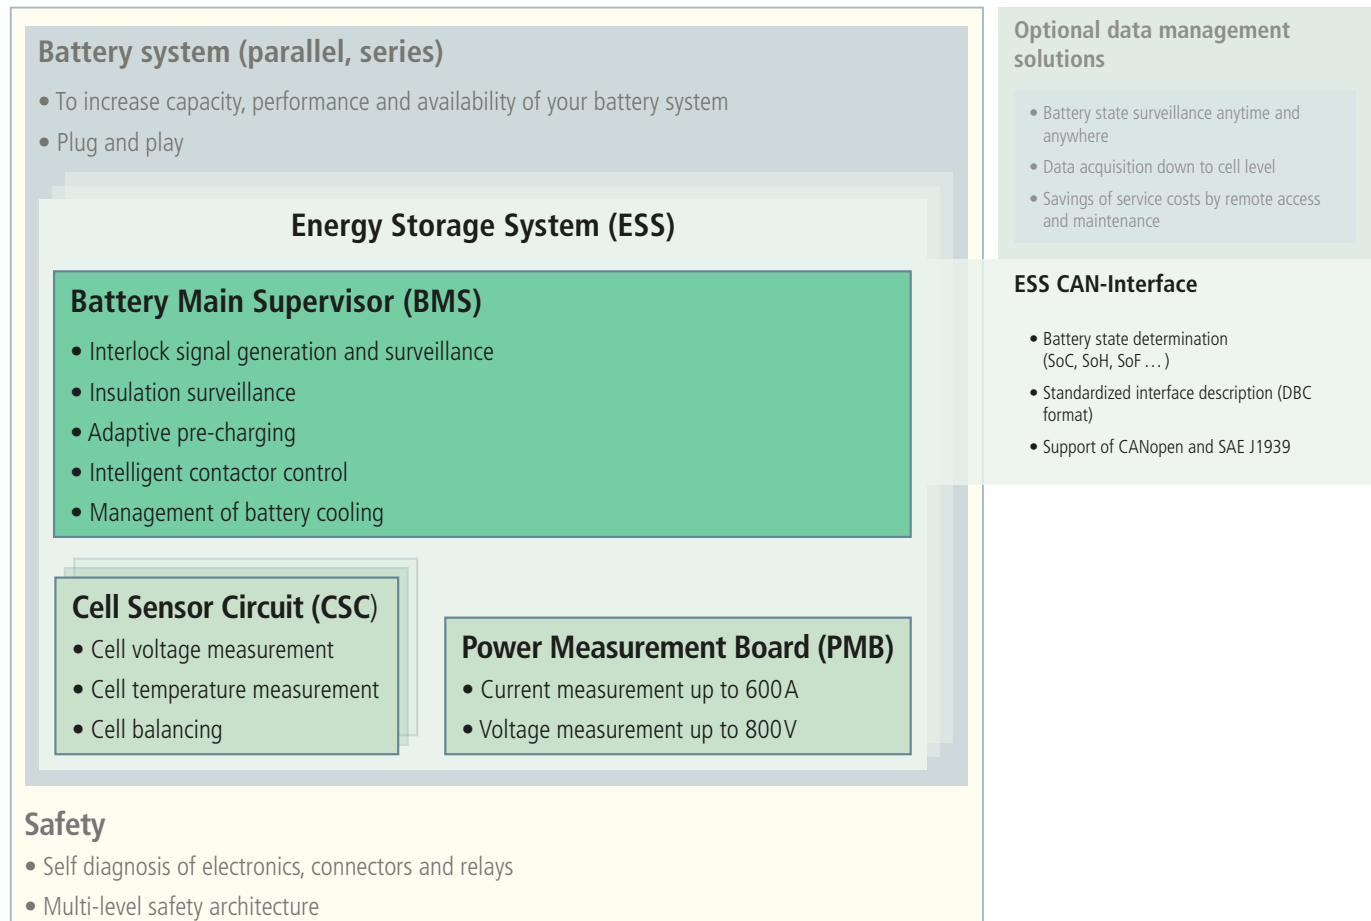 Battery system (parallel, series)
• To increase capacity, performance and availability of your battery system
• Plug and play
Energy Storage System (ESS)
Battery Main Supervisor (BMS)
• Interlock signal generation and surveillance
• Insulation surveillance
• Adaptive pre-charging
• Intelligent contactor control
• Management of battery cooling
Cell Sensor Circuit (CSC)
• Cell voltage measurement
• Cell temperature measurement
• Cell balancing
Power Measurement Board (PMB)
• Current measurement up to 600 A
• Voltage measurement up to 800 V
Safety
• Self diagnosis of electronics, connectors and relays
• Multi-level safety architecture
Optional data management
solutions
• Battery state surveillance anytime and
anywhere
• Data acquisition down to cell level
• Savings of service costs by remote access
and maintenance
ESS CAN-Interface
• Battery state determination
(SoC, SoH, SoF ... )
• Standardized interface description (DBC
format)
• Support of CANopen and SAE J1939